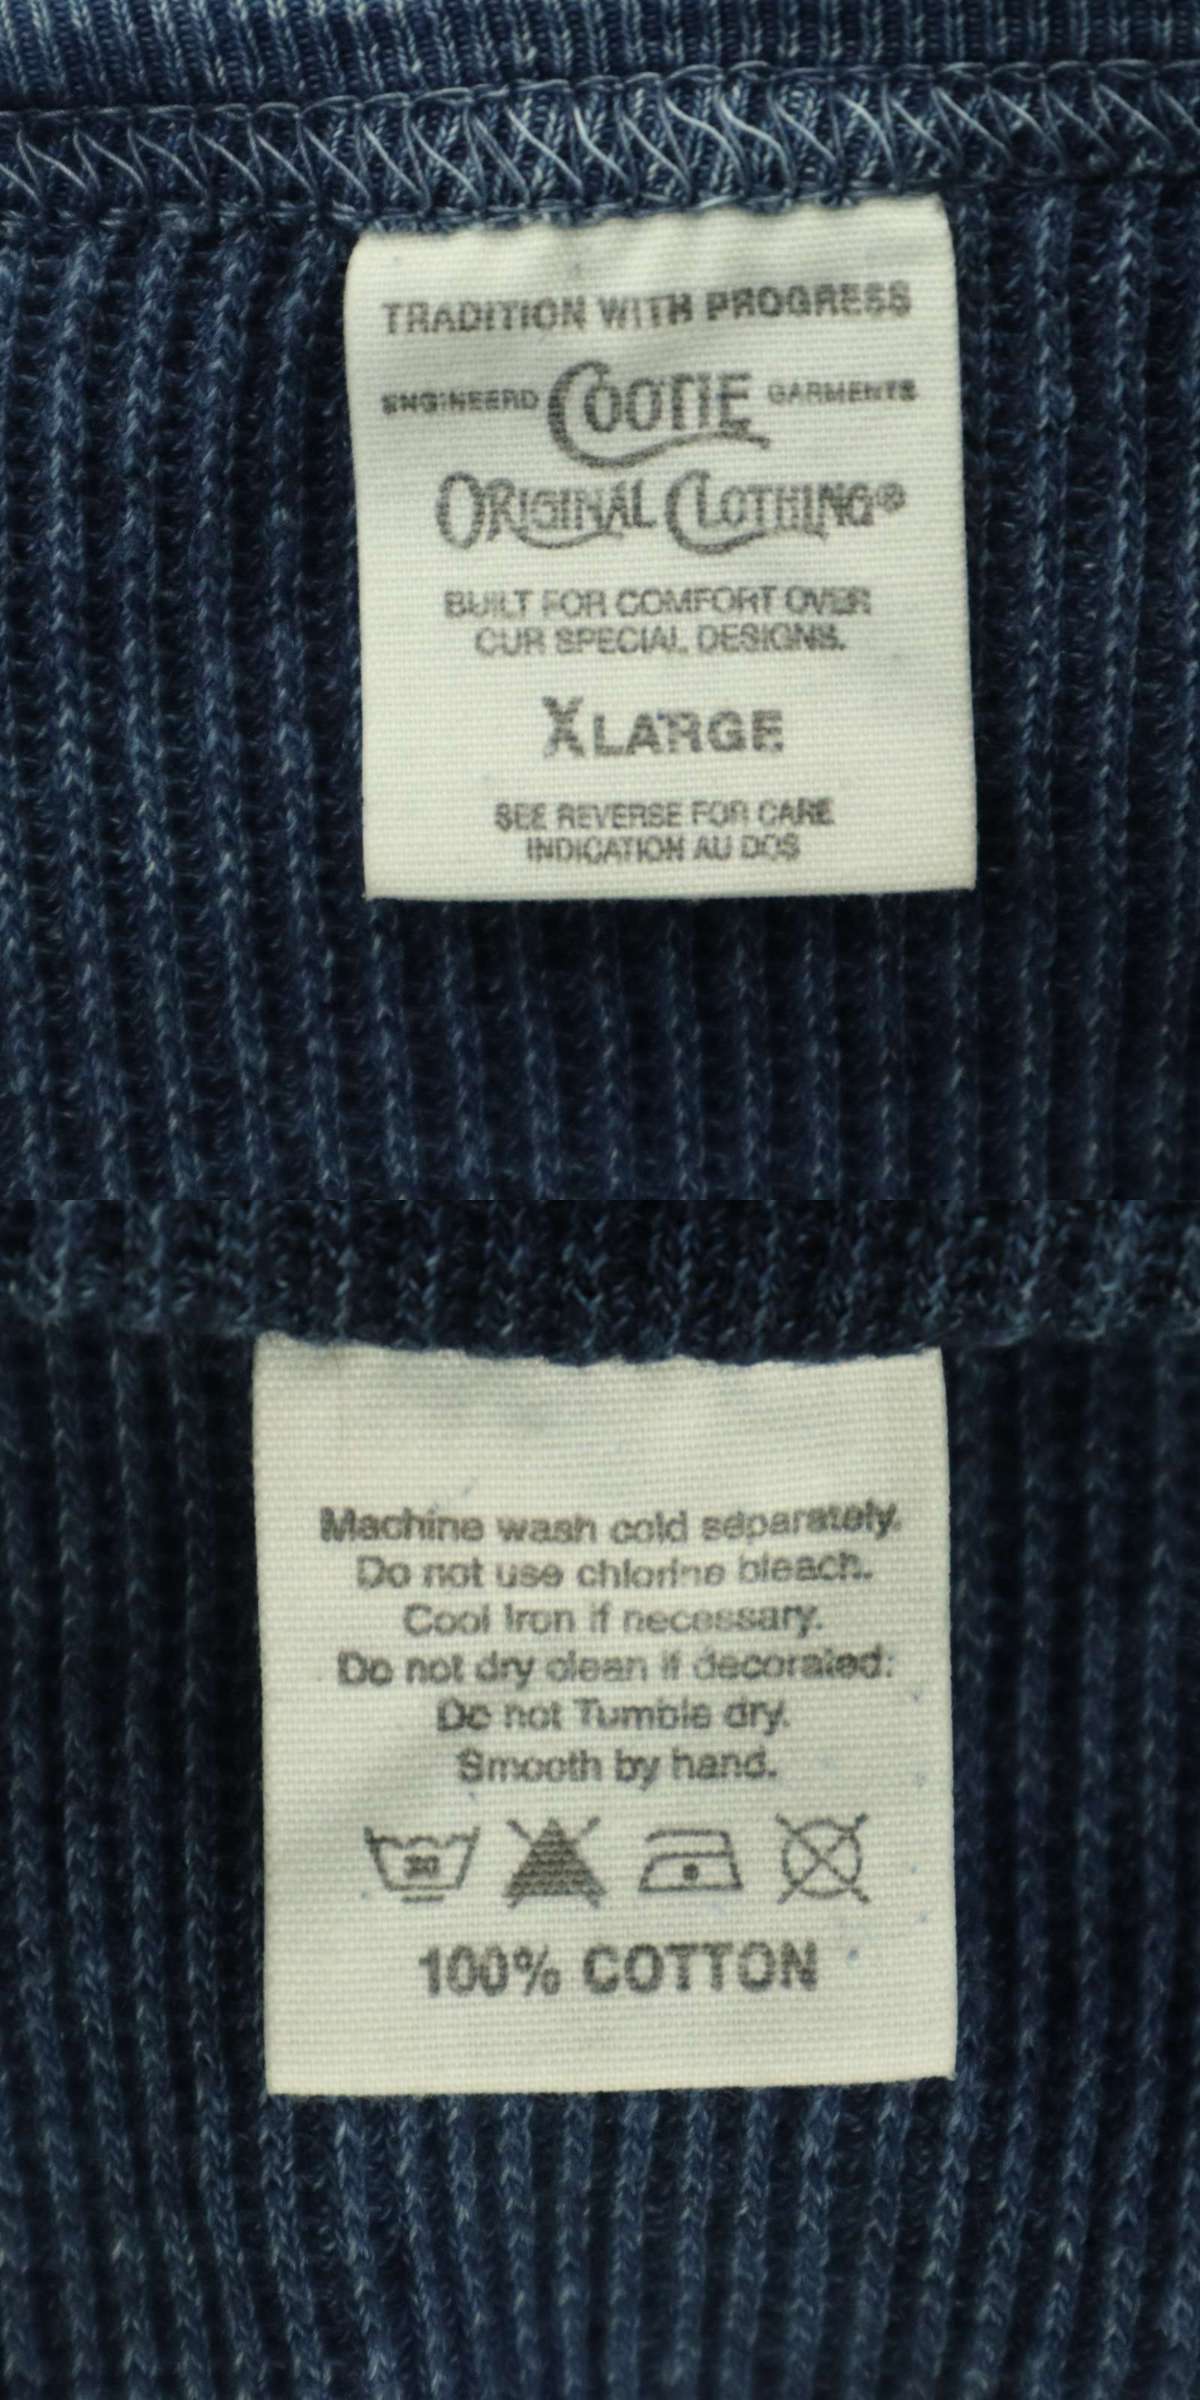 TRADITION WITH PROGRESS
ENGINEERD COOTIE GARMENTS
ORIGINAL CLOTHING®
BUILT FOR COMFORT OVER
OUR SPECIAL DESIGNS.
XLARGE
SEE REVERSE FOR CARE
INDICATION AU DOS
Machine wash cold separately.
Do not use chlorine bleach.
Cool Iron if necessary.
Do not dry clean if decorated:
Do not Tumble dry.
Smooth by hand.
30
100% COTTON